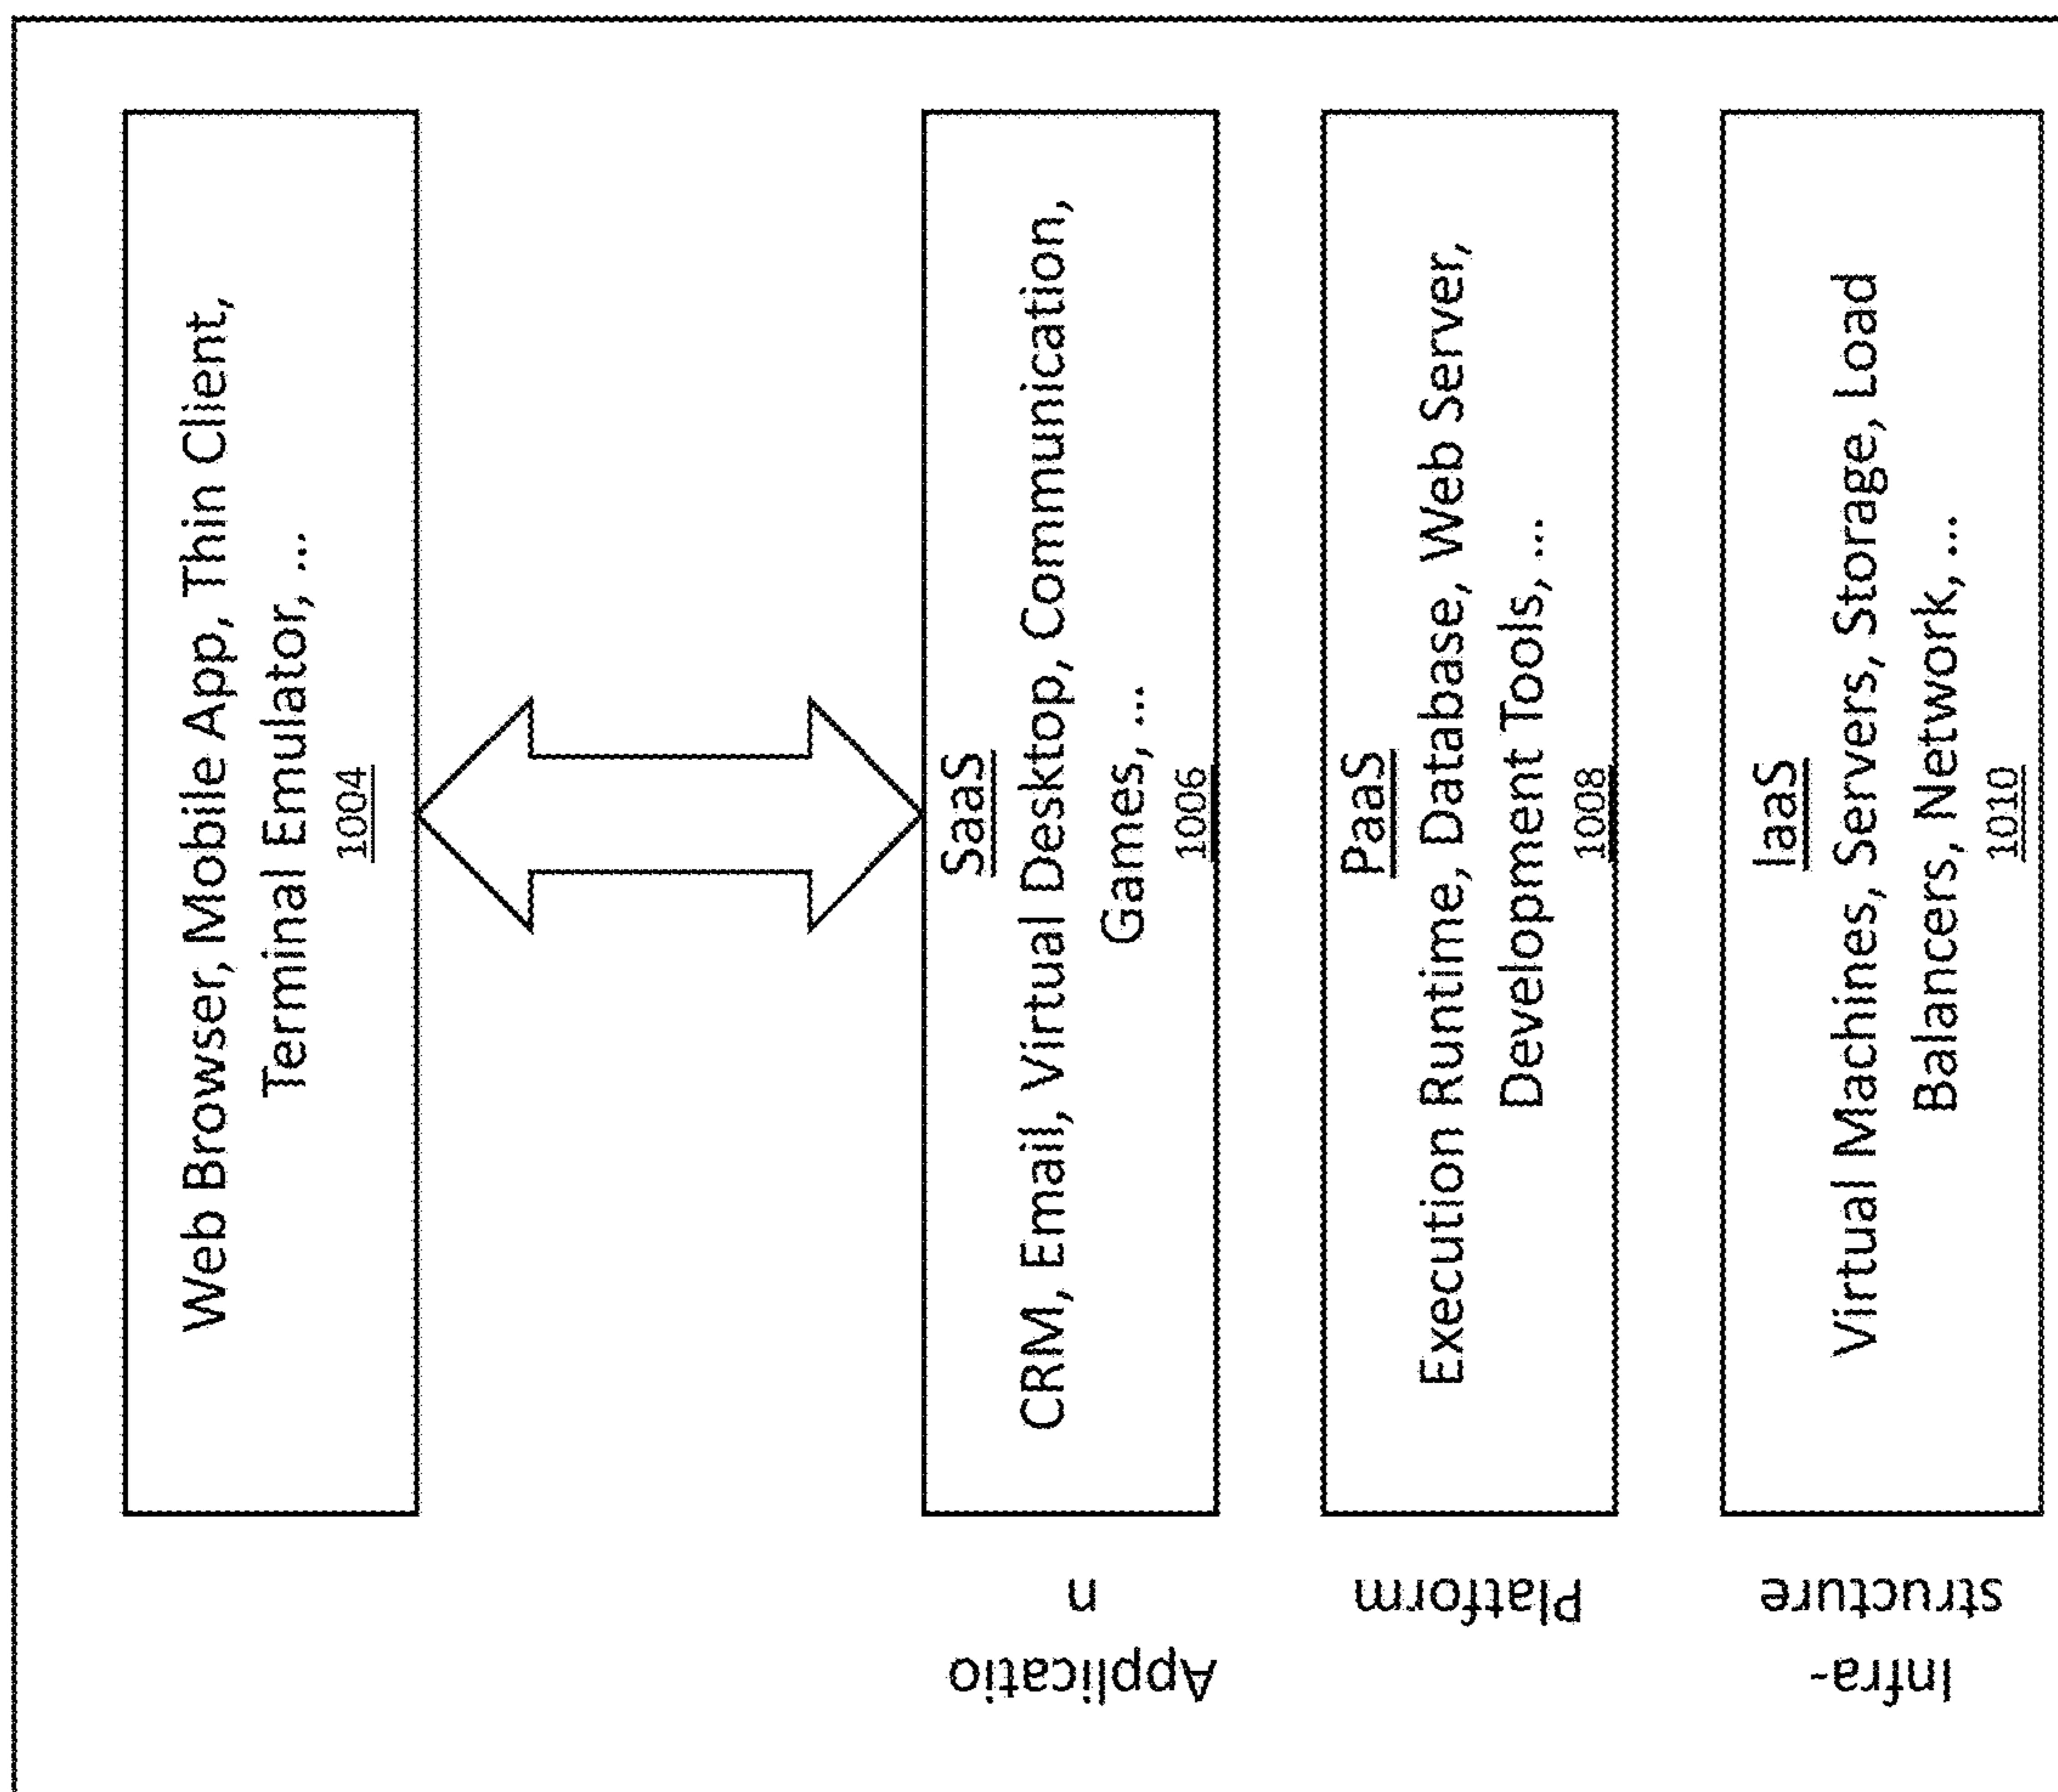 Web Browser, Mobile App, Thin Client,
Terminal Emulator, ...
1004
SaaS
CRM, Email, Virtual Desktop, Communication,
Games, ...
1006
Applicatio
n
PaaS
Execution Runtime, Database, Web Server,
Development Tools, ...
1008
Platform
IaaS
Virtual Machines, Servers, Storage, Load
Balancers, Network, ...
1010
Infra-
structure